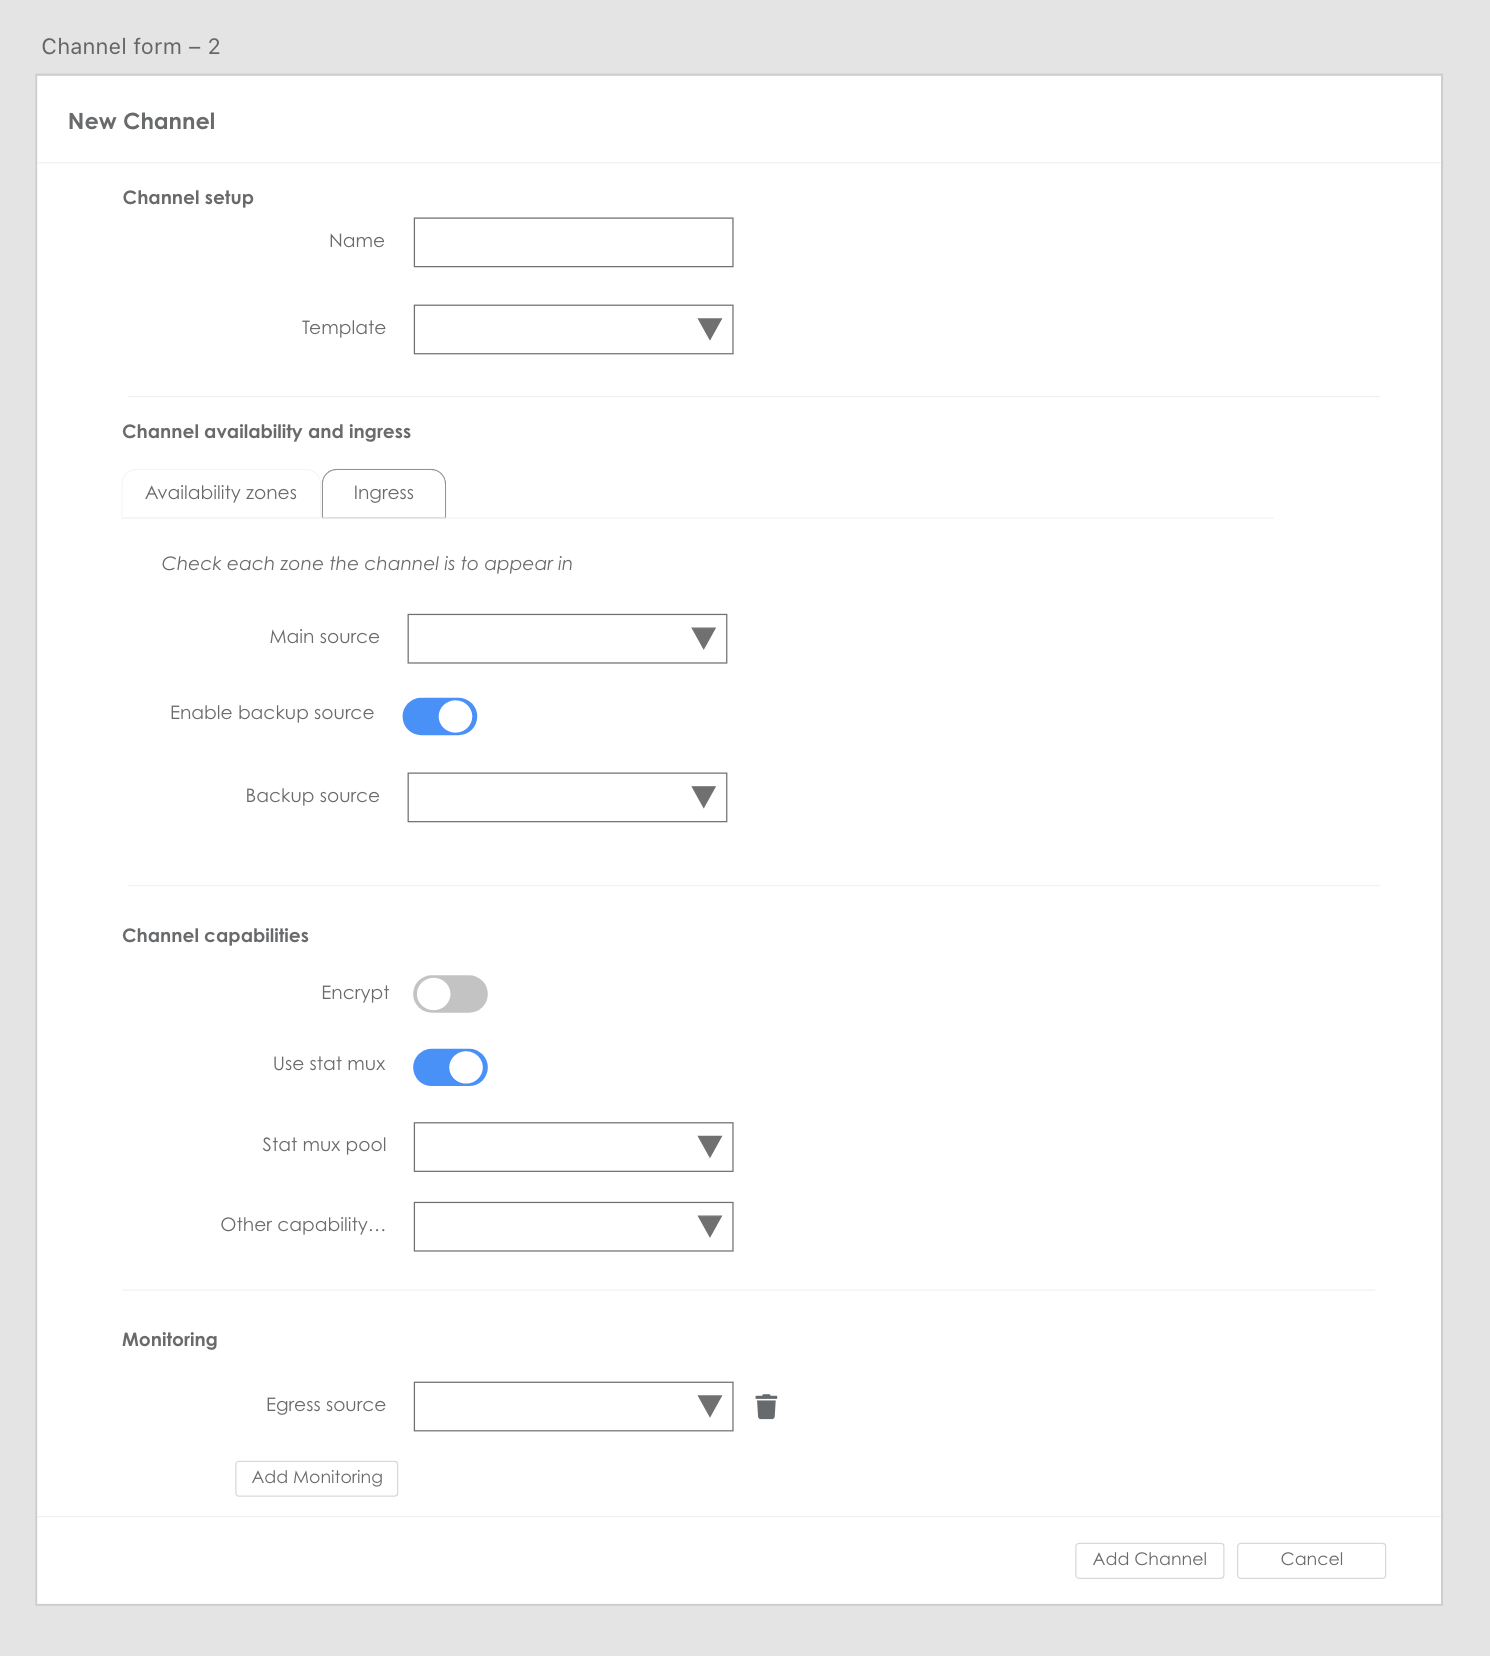 Channel form – 2
New Channel
Channel setup
Name
Template
Channel availability and ingress
Availability zones
Ingress
Check each zone the channel is to appear in
Main source
Enable backup source
Backup source
Channel capabilities
Encrypt
Use stat mux
Stat mux pool
Other capability...
Monitoring
Egress source
Add Monitoring
Add Channel
Cancel